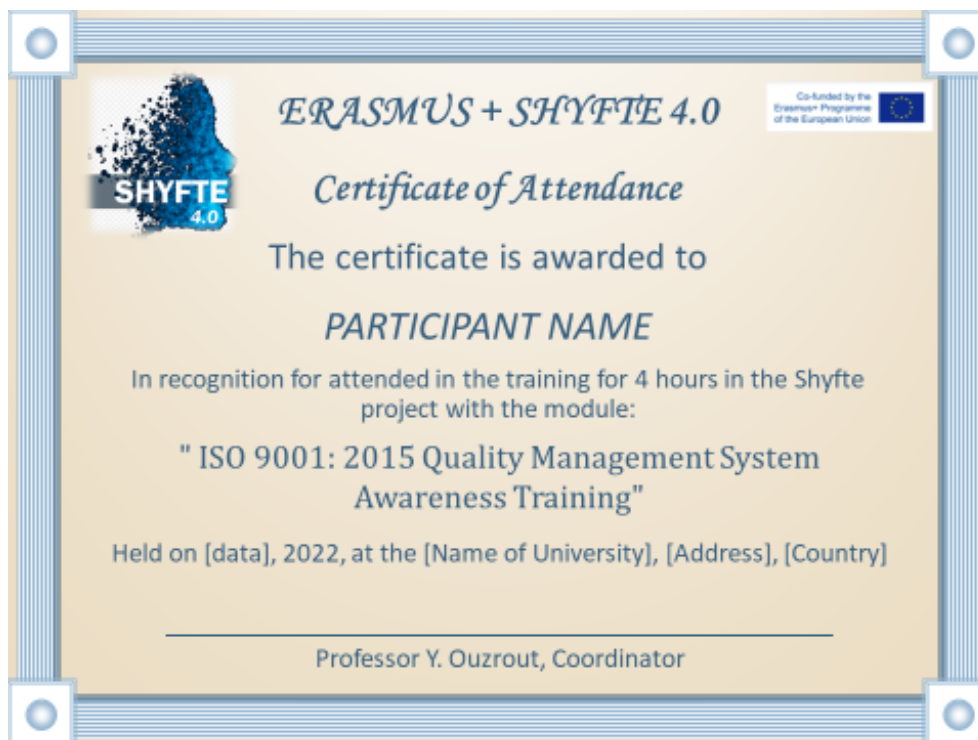 ERASMUS + SHYFTE 4.0
Co-funded by the
Erasmus+ Programme
of the European Union
SHYFTE
4.0
Certificate of Attendance
The certificate is awarded to
PARTICIPANT NAME
In recognition for attended in the training for 4 hours in the Shyfte
project with the module:
" ISO 9001: 2015 Quality Management System
Awareness Training"
Held on [data], 2022, at the [Name of University], [Address], [Country]
Professor Y. Ouzrout, Coordinator